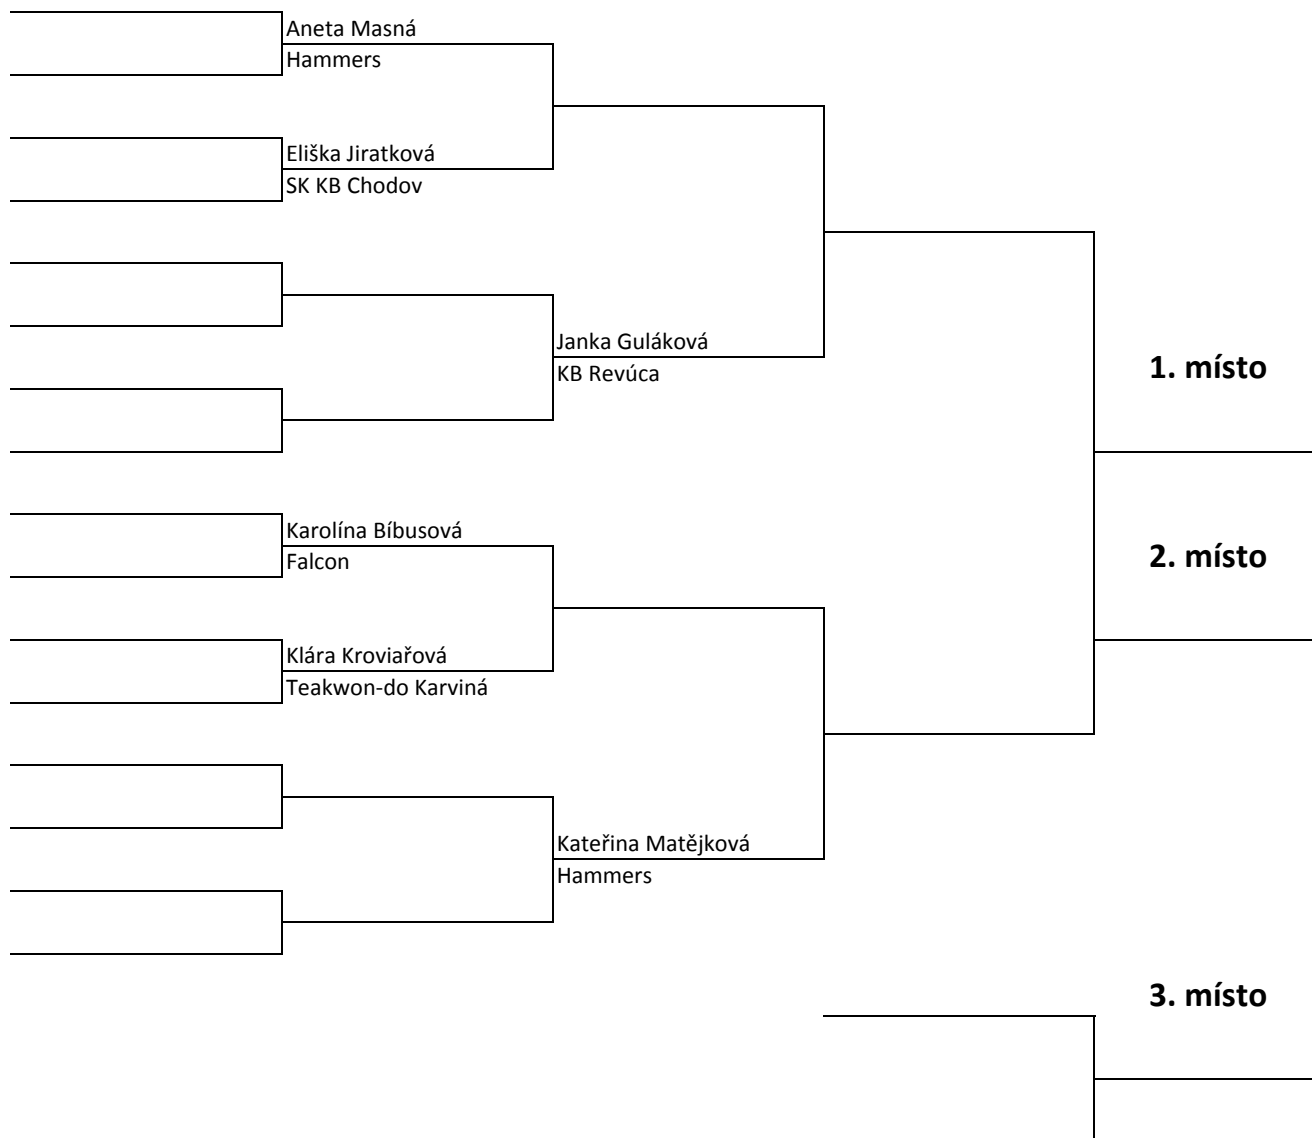 Aneta Masná
Hammers
Eliška Jiratková
SK KB Chodov
Janka Guláková
KB Revúca
1. místo
Karolína Bíbusová
Falcon
2. místo
Klára Kroviařová
Teakwon-do Karviná
Kateřina Matějková
Hammers
3. místo